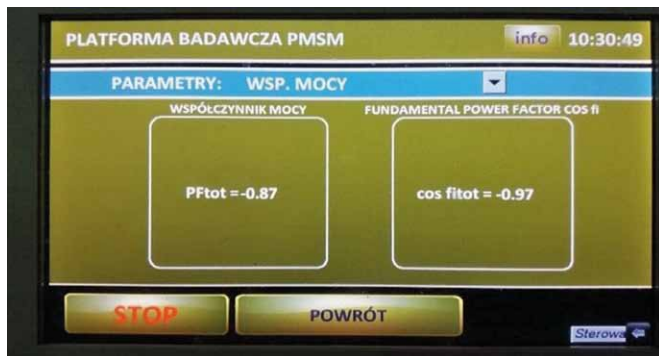 PLATFORMA BADAWCZA PMSM info 10:30:49
PARAMETRY: WSP. MOCY
WSPÓŁCZYNNIK MOCY FUNDAMENTAL POWER FACTOR COS fi
PFtot =-0.87 cos fitot = -0.97
STOP POWRÓT
Sterowa